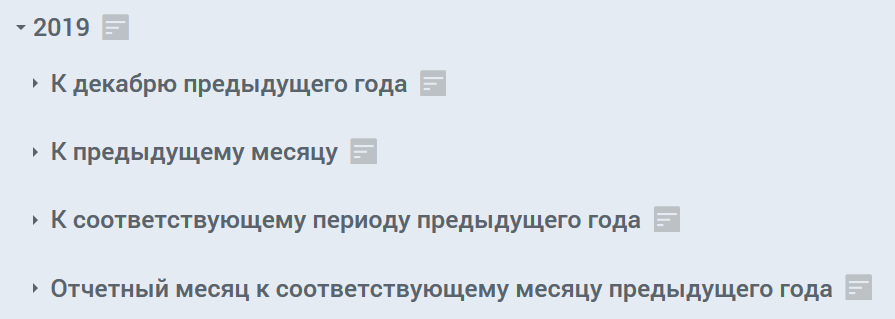 2019
К декабрю предыдущего года
К предыдущему месяцу
К соответствующему периоду предыдущего года
Отчетный месяц к соответствующему месяцу предыдущего года